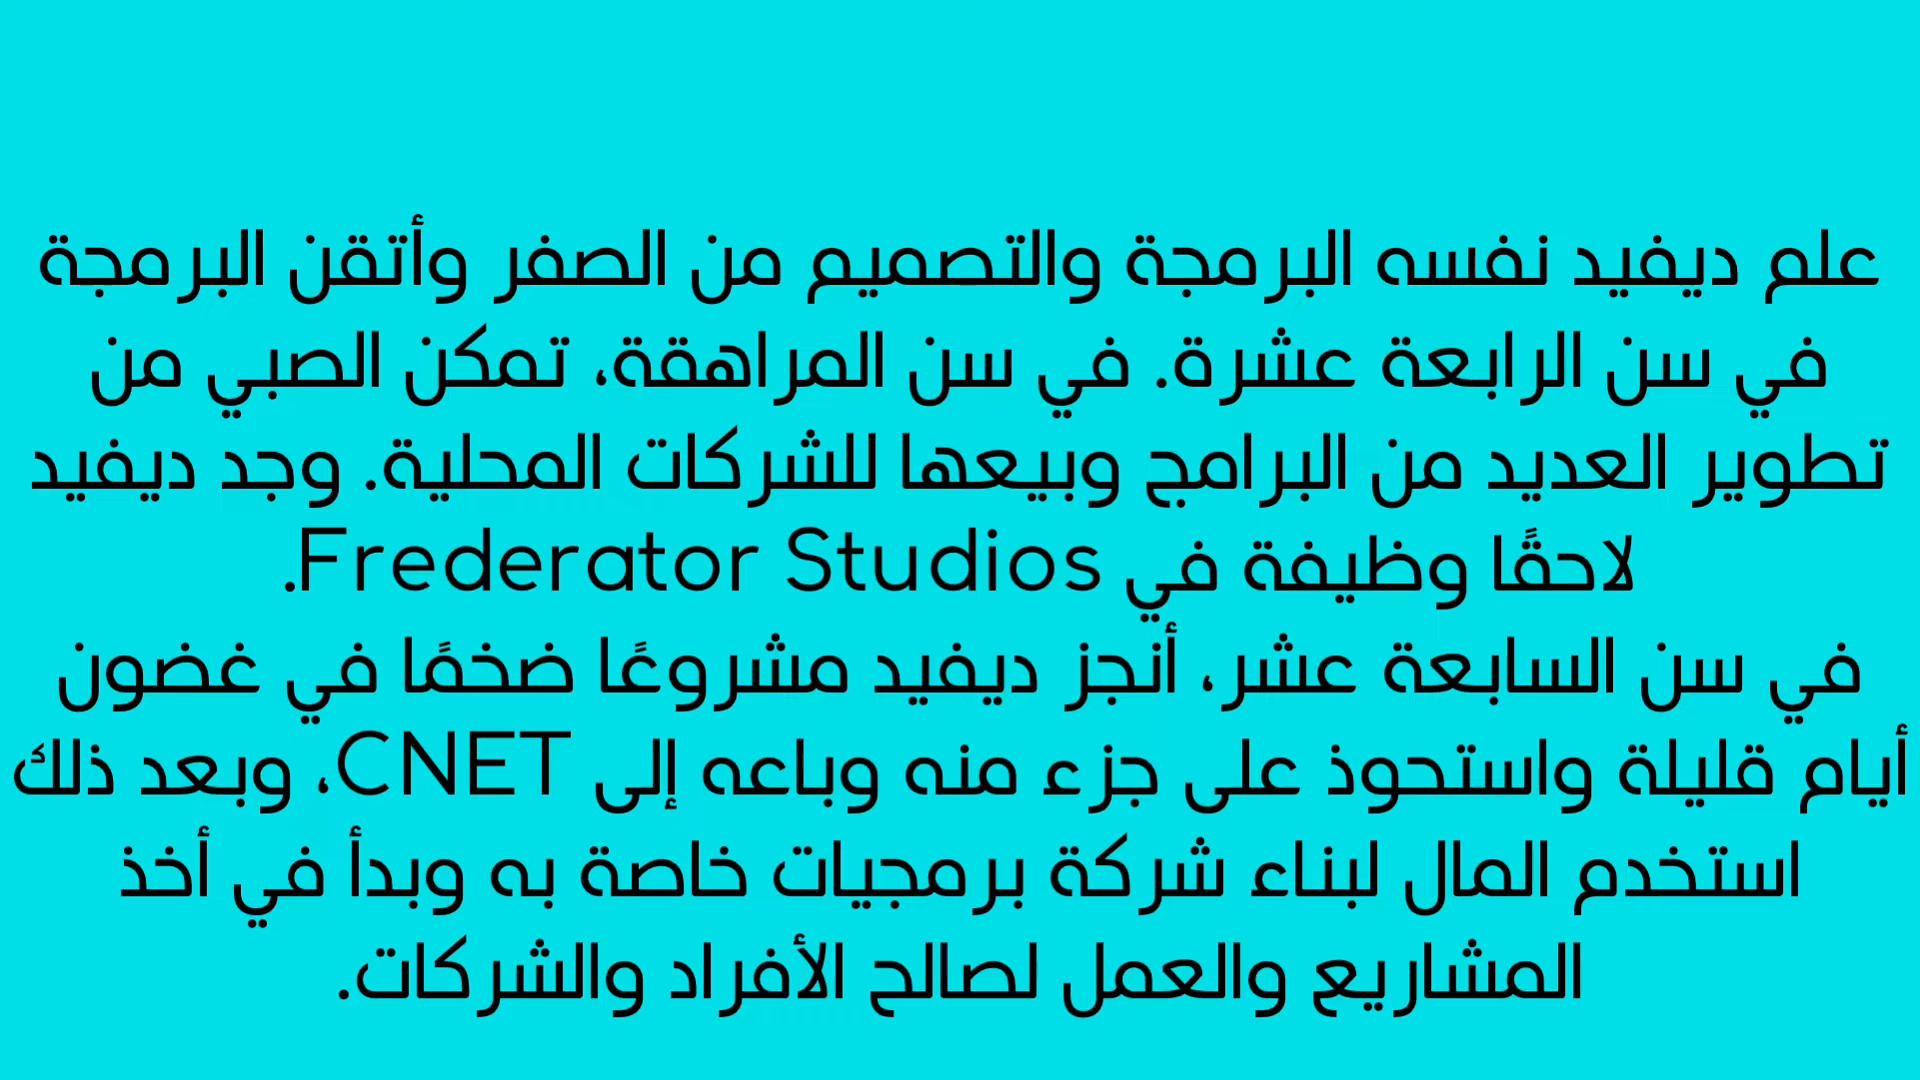 علم ديفيد نفسه البرمجة والتصميم من الصفر وأتقن البرمجة
في سن الرابعة عشرة. في سن المراهقة، تمكن الصبي من
تطوير العديد من البرامج وبيعها للشركات المحلية. وجد ديفيد
لاحقًا وظيفة في Frederator Studios.
في سن السابعة عشر، أنجز ديفيد مشروعًا ضخمًا في غضون
أيام قليلة واستحوذ على جزء منه وباعه إلى CNET، وبعد ذلك
استخدم المال لبناء شركة برمجيات خاصة به وبدأ في أخذ
المشاريع والعمل لصالح الأفراد والشركات.